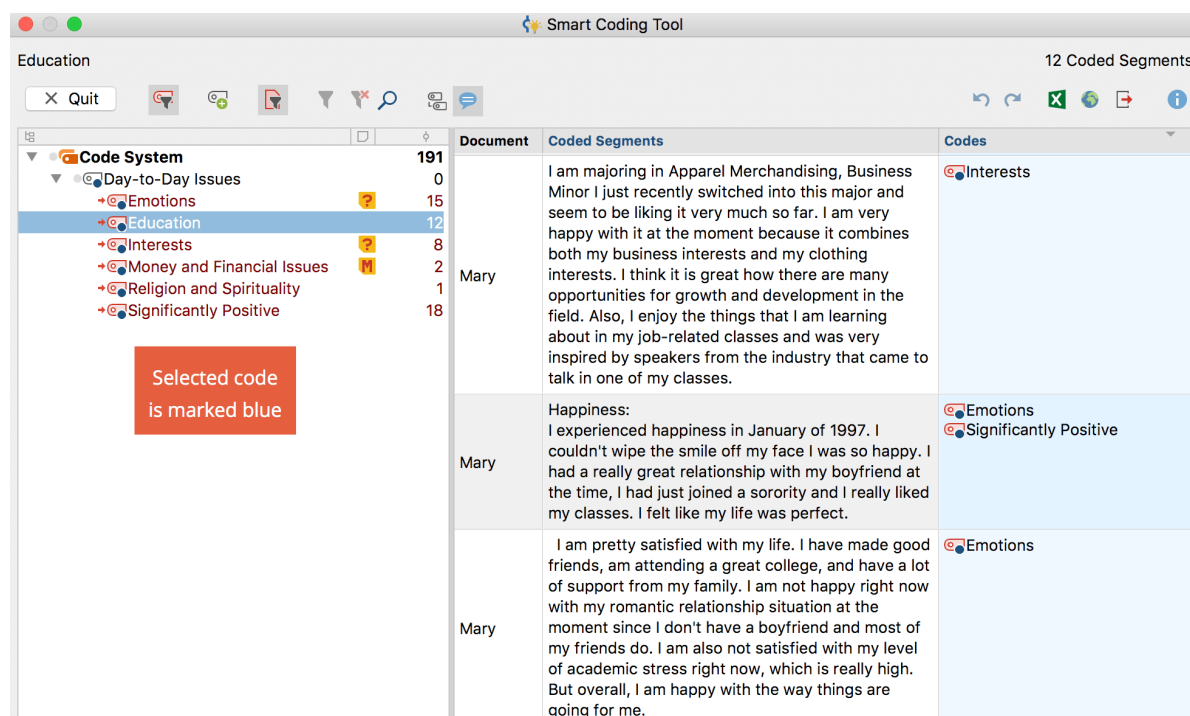 Smart Coding Tool
Education
12 Coded Segments
Quit
Document
Coded Segments
Codes
Code System
191
Day-to-Day Issues
0
Emotions
?
15
Education
12
Interests
?
8
Money and Financial Issues
M
2
Religion and Spirituality
1
Significantly Positive
18
Selected code
is marked blue
Mary
I am majoring in Apparel Merchandising, Business
Minor I just recently switched into this major and
seem to be liking it very much so far. I am very
happy with it at the moment because it combines
both my business interests and my clothing
interests. I think it is great how there are many
opportunities for growth and development in the
field. Also, I enjoy the things that I am learning
about in my job-related classes and was very
inspired by speakers from the industry that came to
talk in one of my classes.
Interests
Mary
Happiness:
I experienced happiness in January of 1997. I
couldn't wipe the smile off my face I was so happy. I
had a really great relationship with my boyfriend at
the time, I had just joined a sorority and I really liked
my classes. I felt like my life was perfect.
Emotions
Significantly Positive
Mary
I am pretty satisfied with my life. I have made good
friends, am attending a great college, and have a lot
of support from my family. I am not happy right now
with my romantic relationship situation at the
moment since I don't have a boyfriend and most of
my friends do. I am also not satisfied with my level
of academic stress right now, which is really high.
But overall, I am happy with the way things are
going for me.
Emotions